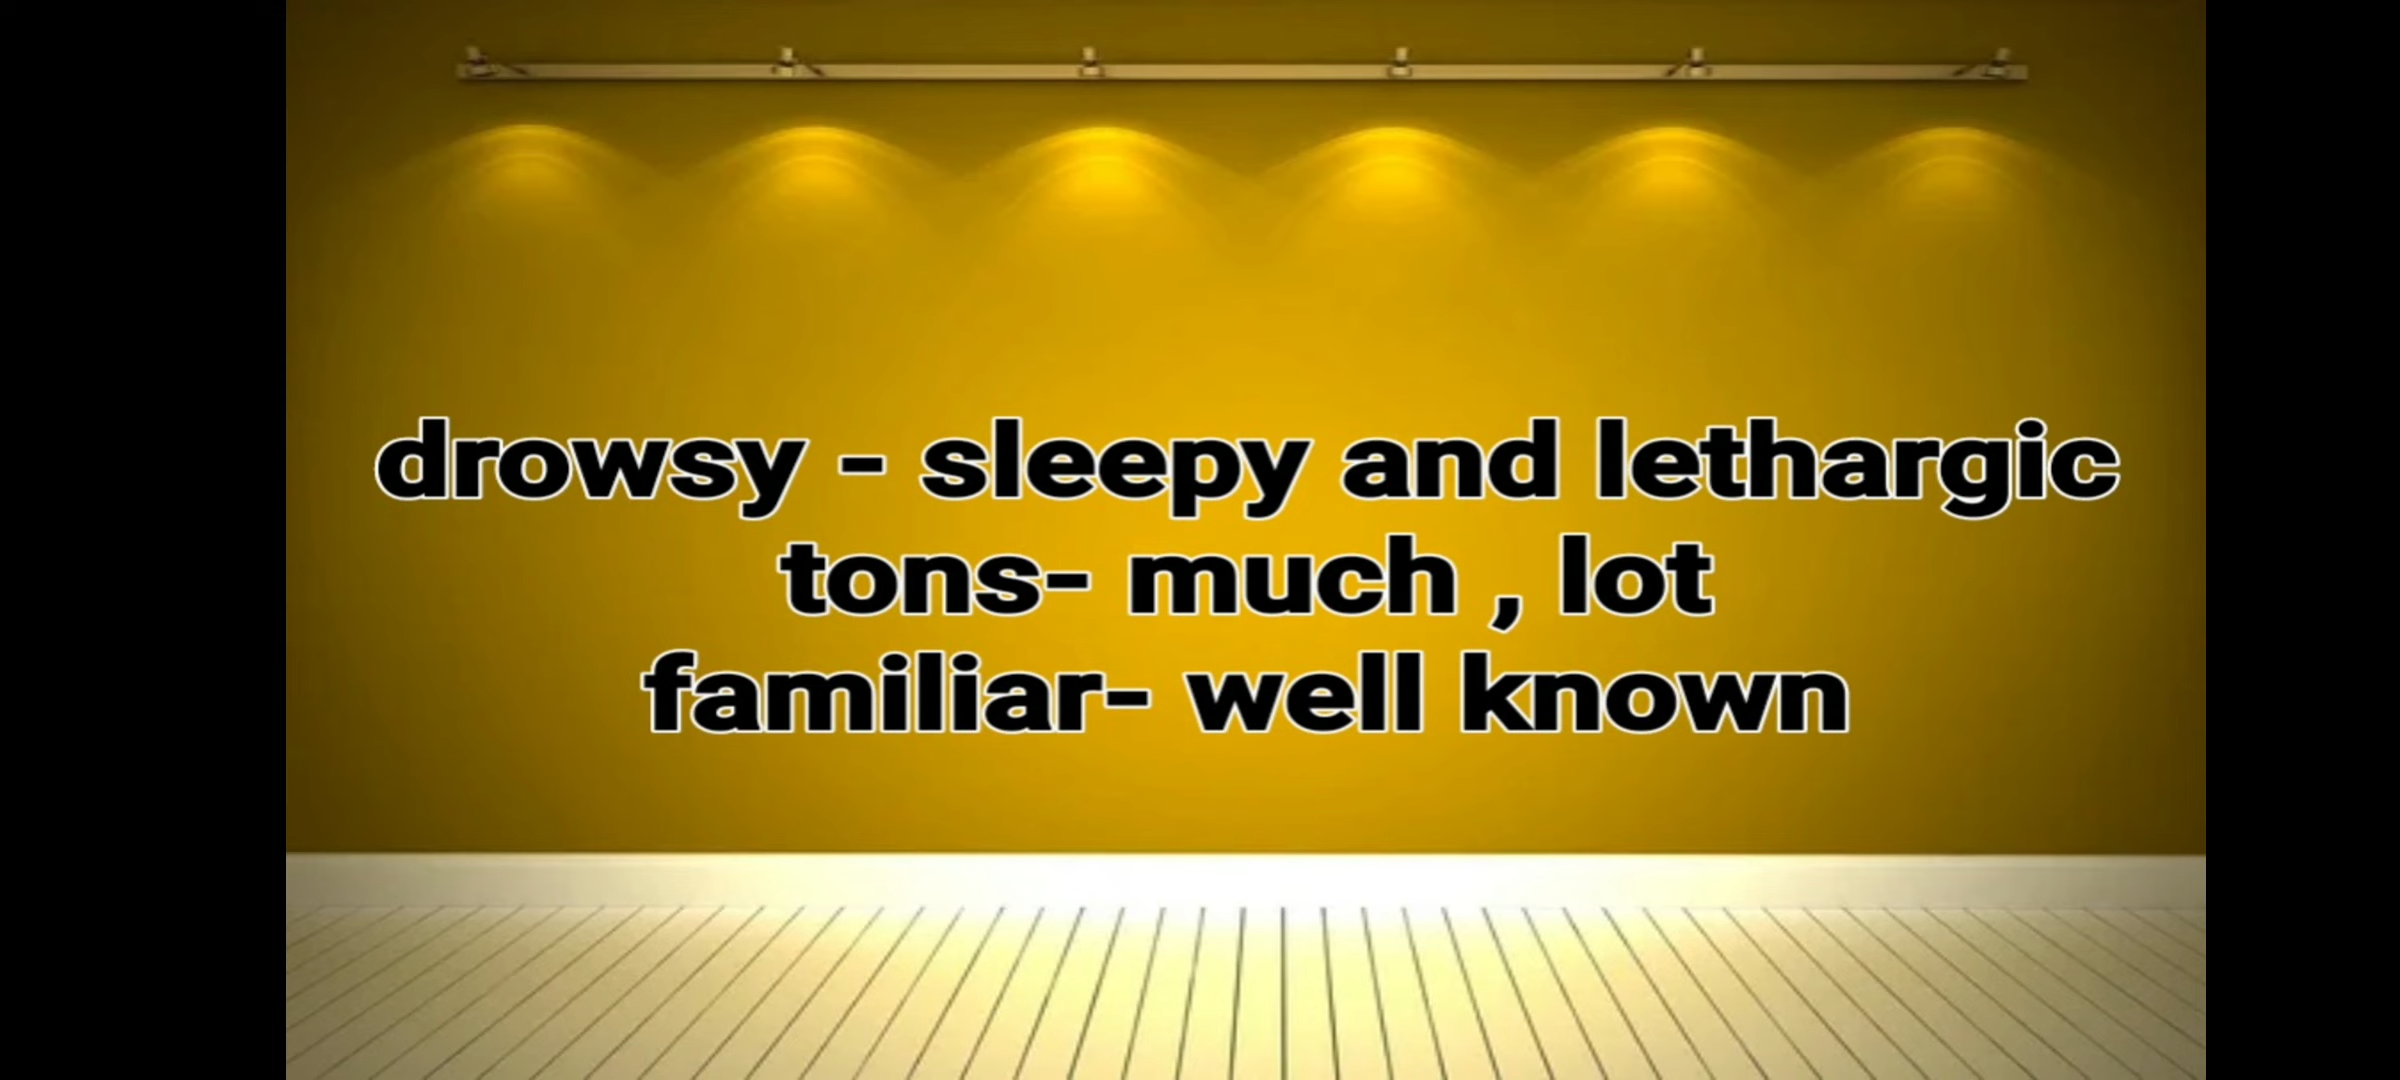 drowsy - sleepy and lethargic
tons- much , lot
familiar- well known